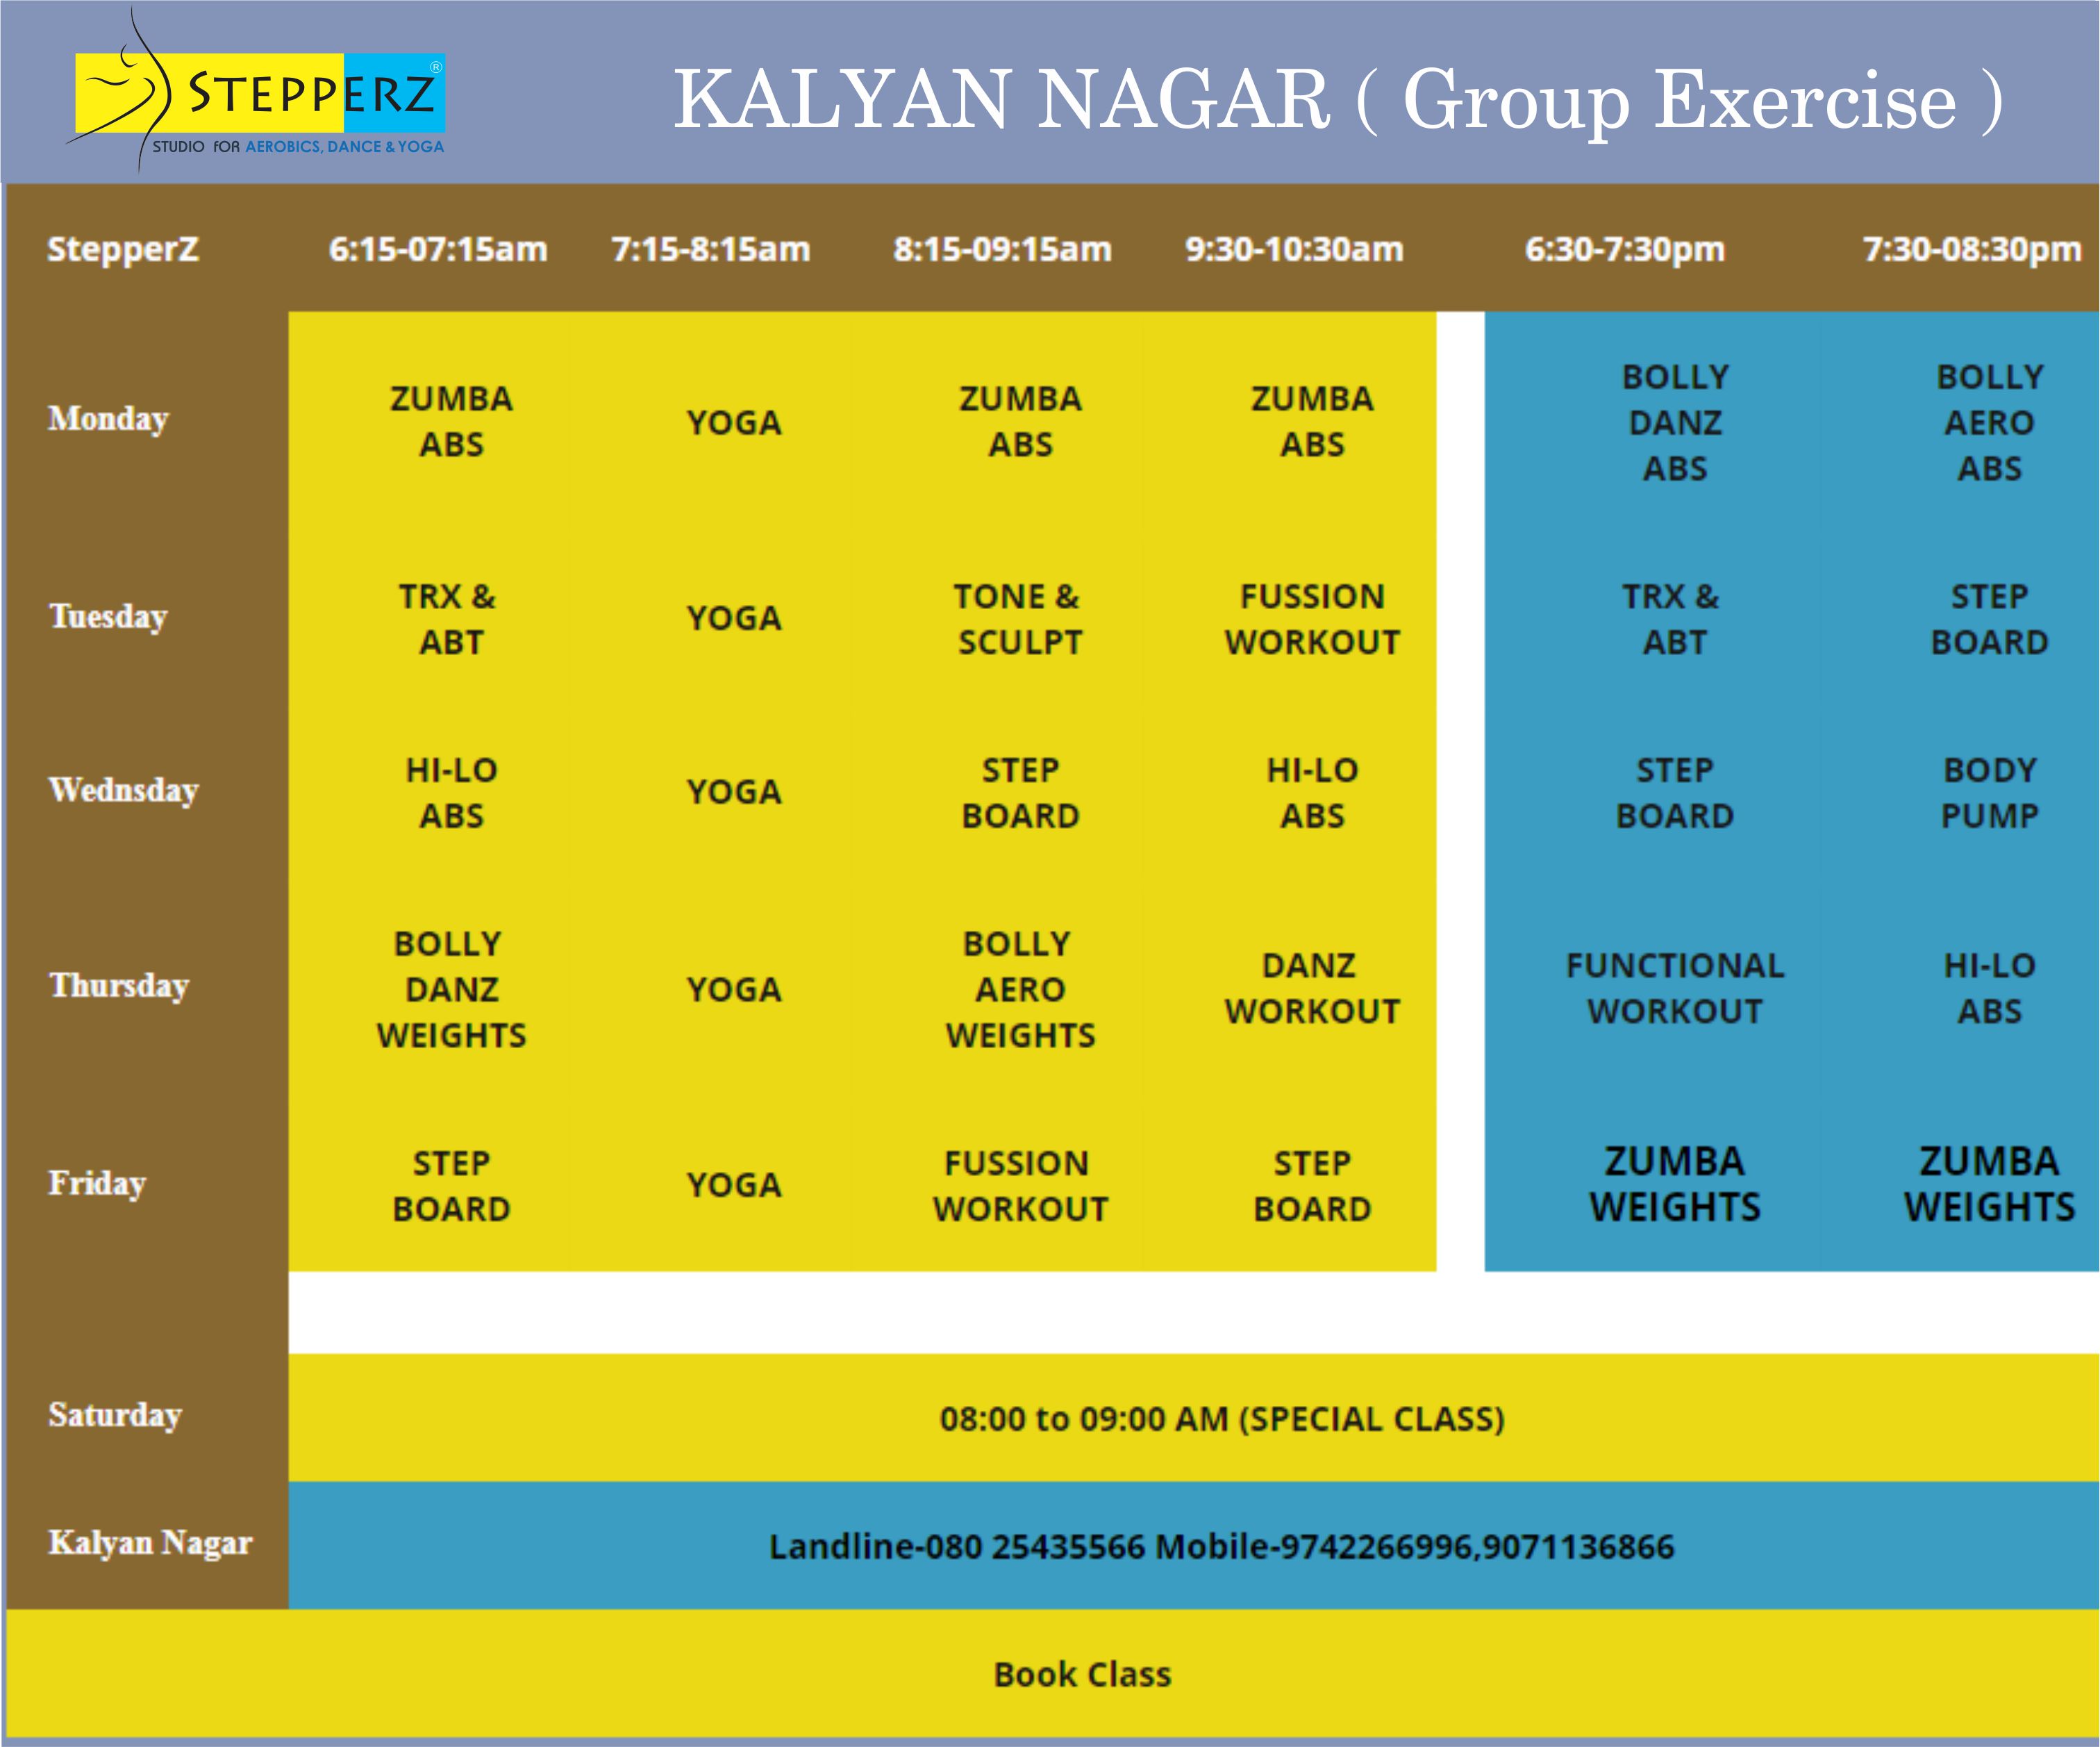 STEPPERZ®
STUDIO FOR AEROBICS, DANCE & YOGA
KALYAN NAGAR ( Group Exercise )
StepperZ 6:15-07:15am 7:15-8:15am 8:15-09:15am 9:30-10:30am 6:30-7:30pm 7:30-08:30pm
Monday
ZUMBA
ABS
YOGA
ZUMBA
ABS
ZUMBA
ABS
BOLLY
DANZ
ABS
BOLLY
AERO
ABS
Tuesday
TRX &
ABT
YOGA
TONE &
SCULPT
FUSSION
WORKOUT
TRX &
ABT
STEP
BOARD
Wednsday
HI-LO
ABS
YOGA
STEP
BOARD
HI-LO
ABS
STEP
BOARD
BODY
PUMP
Thursday
BOLLY
DANZ
WEIGHTS
YOGA
BOLLY
AERO
WEIGHTS
DANZ
WORKOUT
FUNCTIONAL
WORKOUT
HI-LO
ABS
Friday
STEP
BOARD
YOGA
FUSSION
WORKOUT
STEP
BOARD
ZUMBA
WEIGHTS
ZUMBA
WEIGHTS
Saturday
08:00 to 09:00 AM (SPECIAL CLASS)
Kalyan Nagar
Landline-080 25435566 Mobile-9742266996,9071136866
Book Class